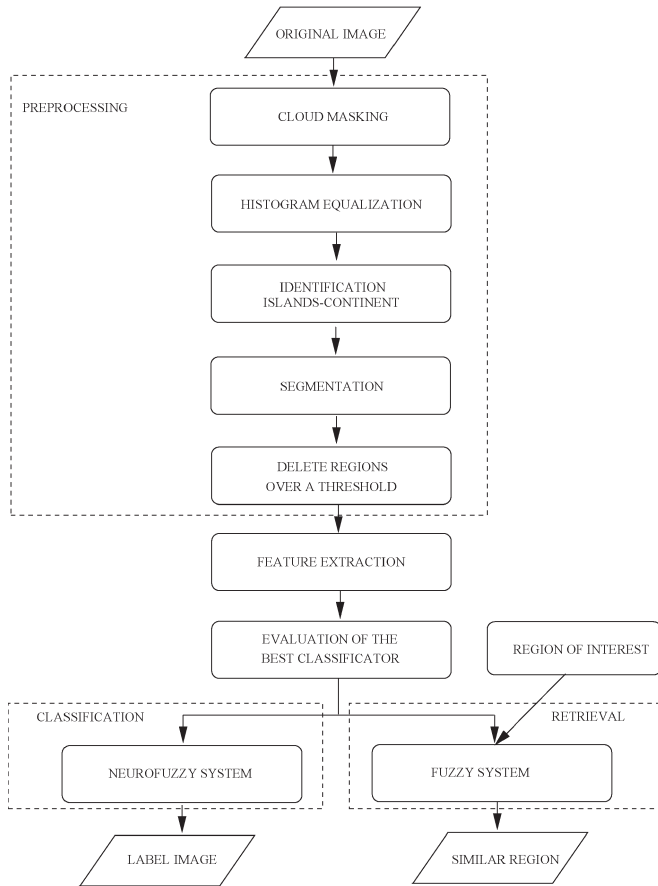 ORIGINAL IMAGE
PREPROCESSING
CLOUD MASKING
HISTOGRAM EQUALIZATION
IDENTIFICATION
ISLANDS-CONTINENT
SEGMENTATION
DELETE REGIONS
OVER A THRESHOLD
FEATURE EXTRACTION
EVALUATION OF THE
BEST CLASSIFICATOR
REGION OF INTEREST
CLASSIFICATION
RETRIEVAL
NEUROFUZZY SYSTEM
FUZZY SYSTEM
LABEL IMAGE
SIMILAR REGION